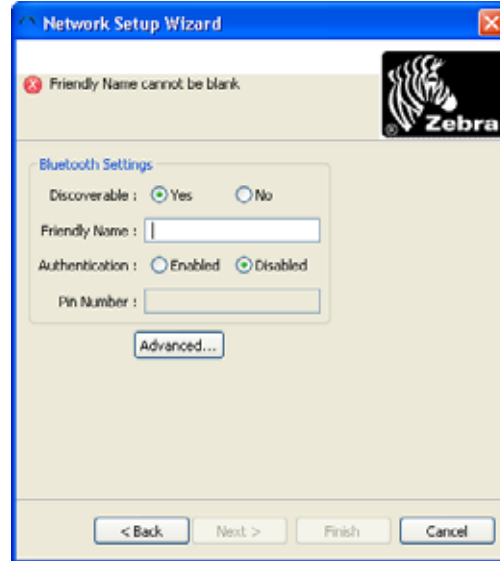 Network Setup Wizard
Friendly Name cannot be blank
Zebra
Bluetooth Settings
Discoverable : Yes No
Friendly Name :
Authentication : Enabled Disabled
Pin Number :
Advanced...
< Back Next > Finish Cancel